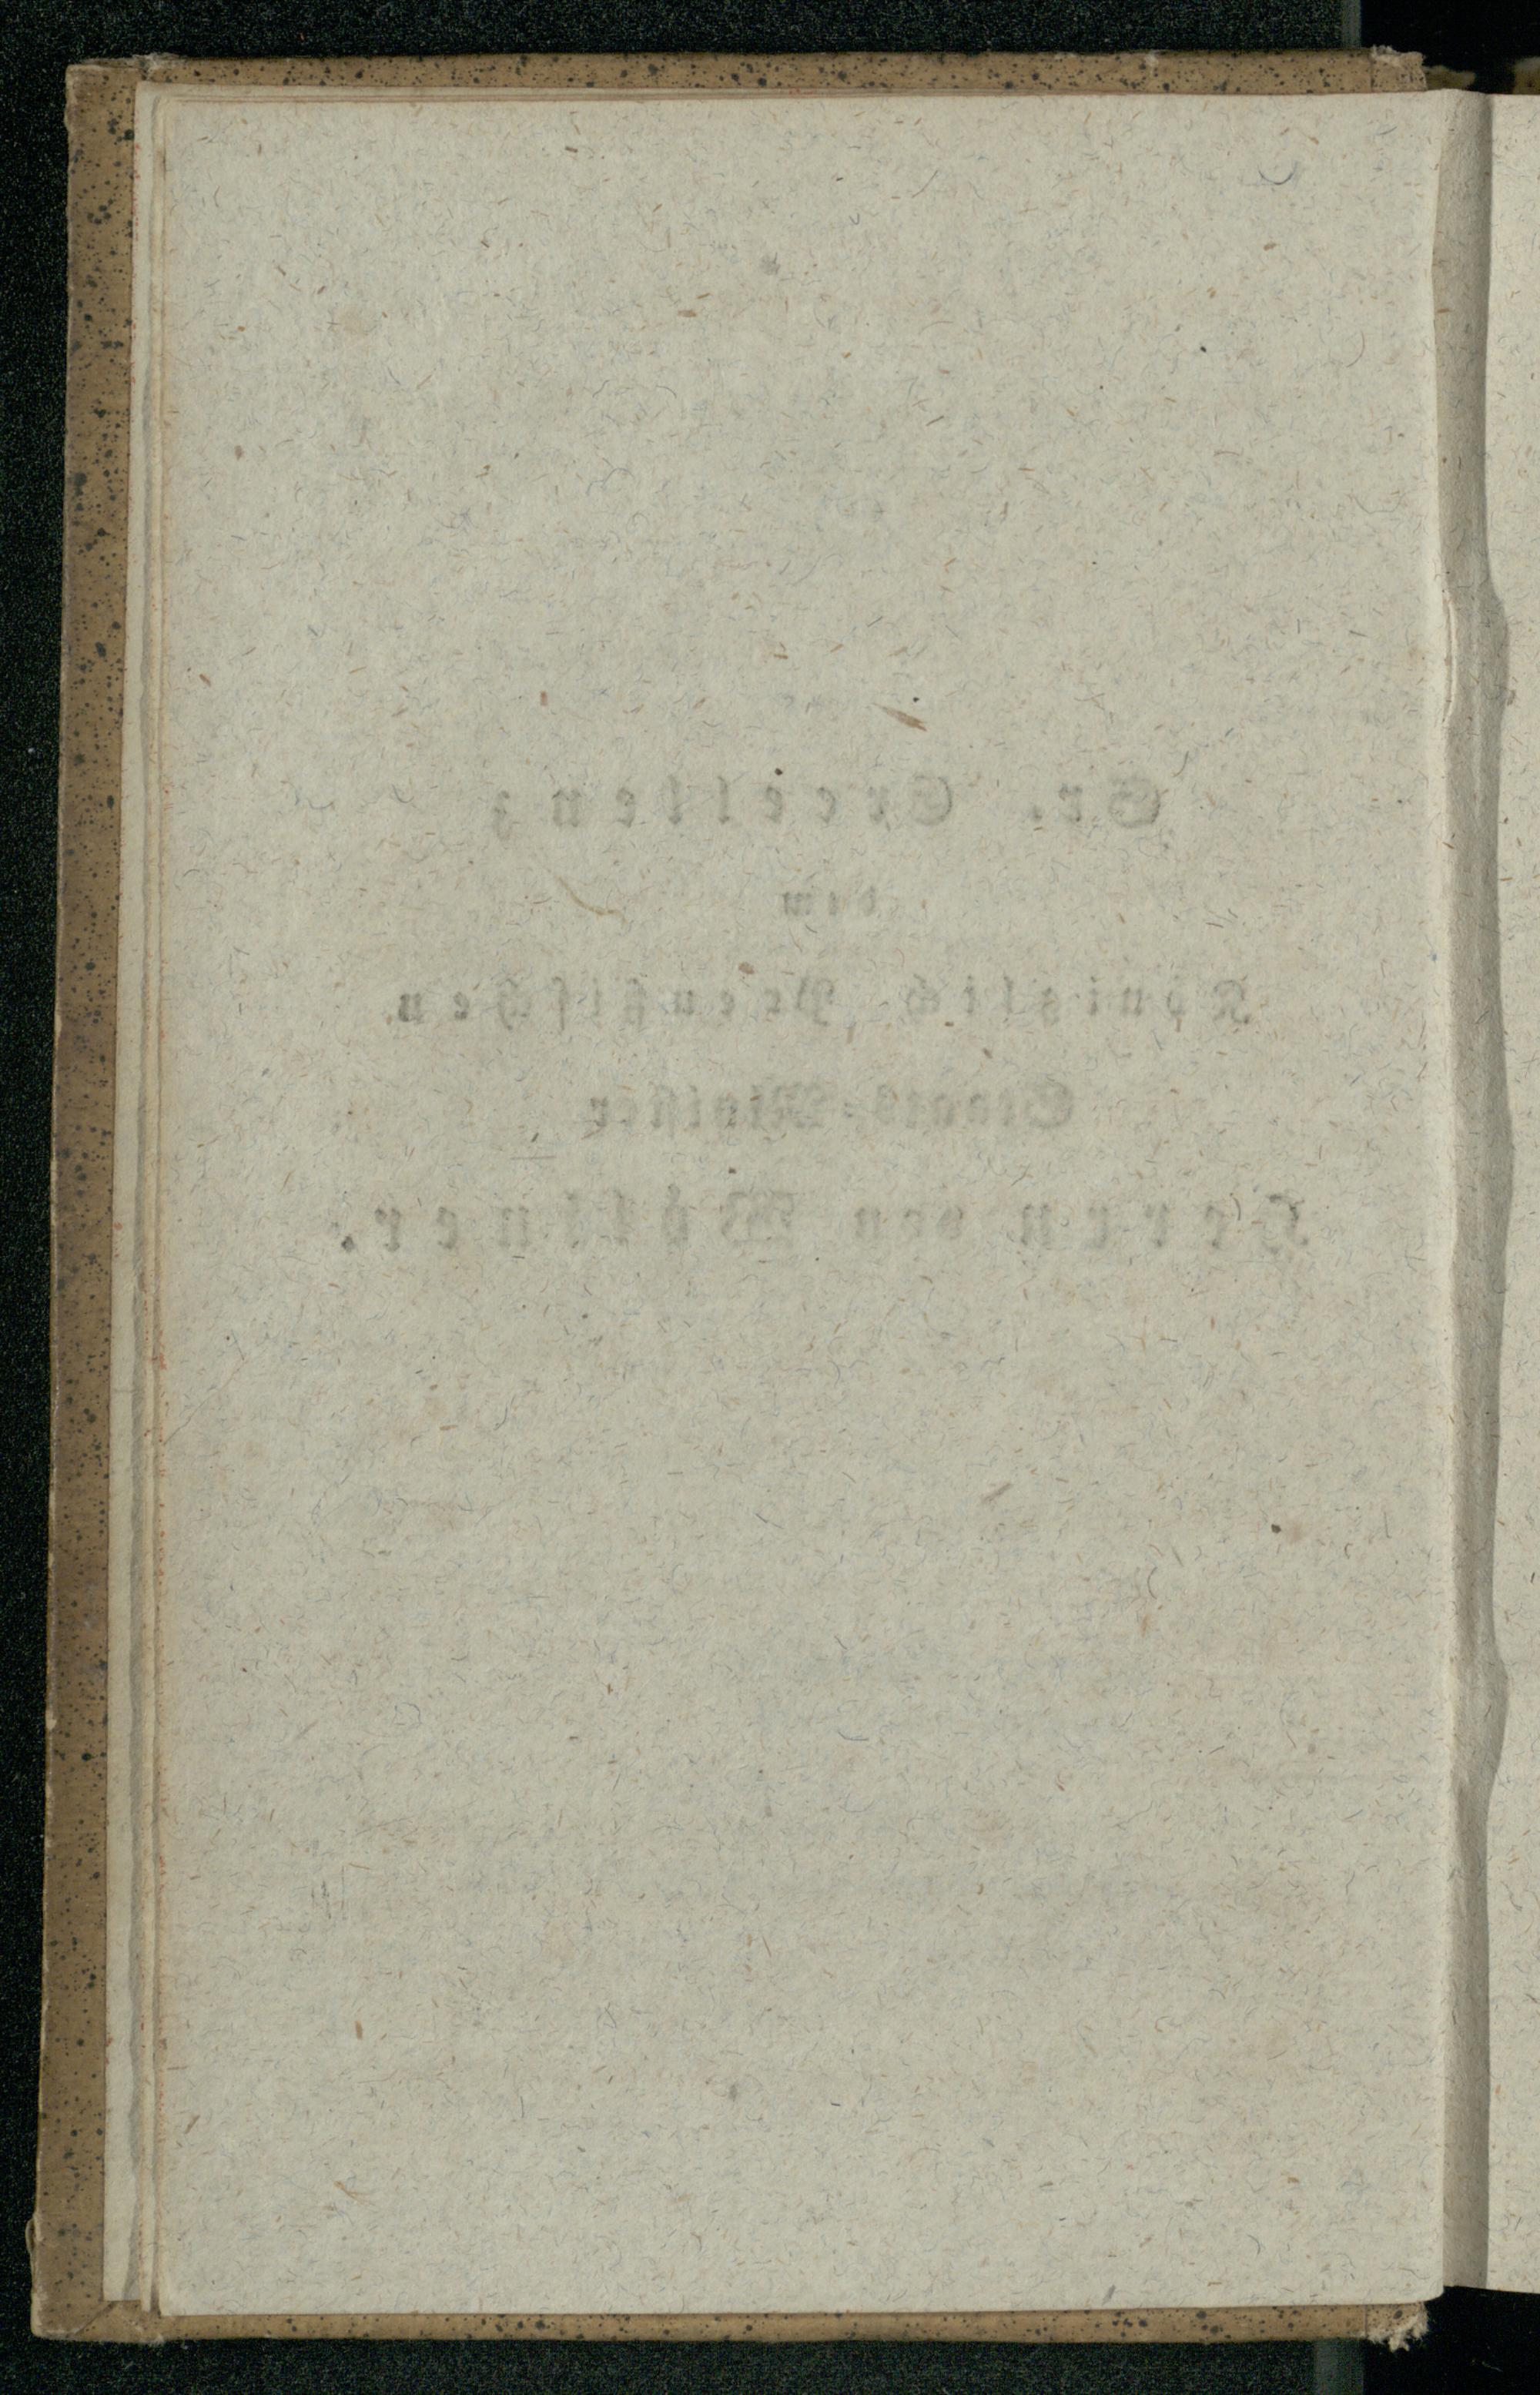 Sr. Excellenz
dem
Königlich Preußischen
Staats-Minister
Herrn von Wöllner.